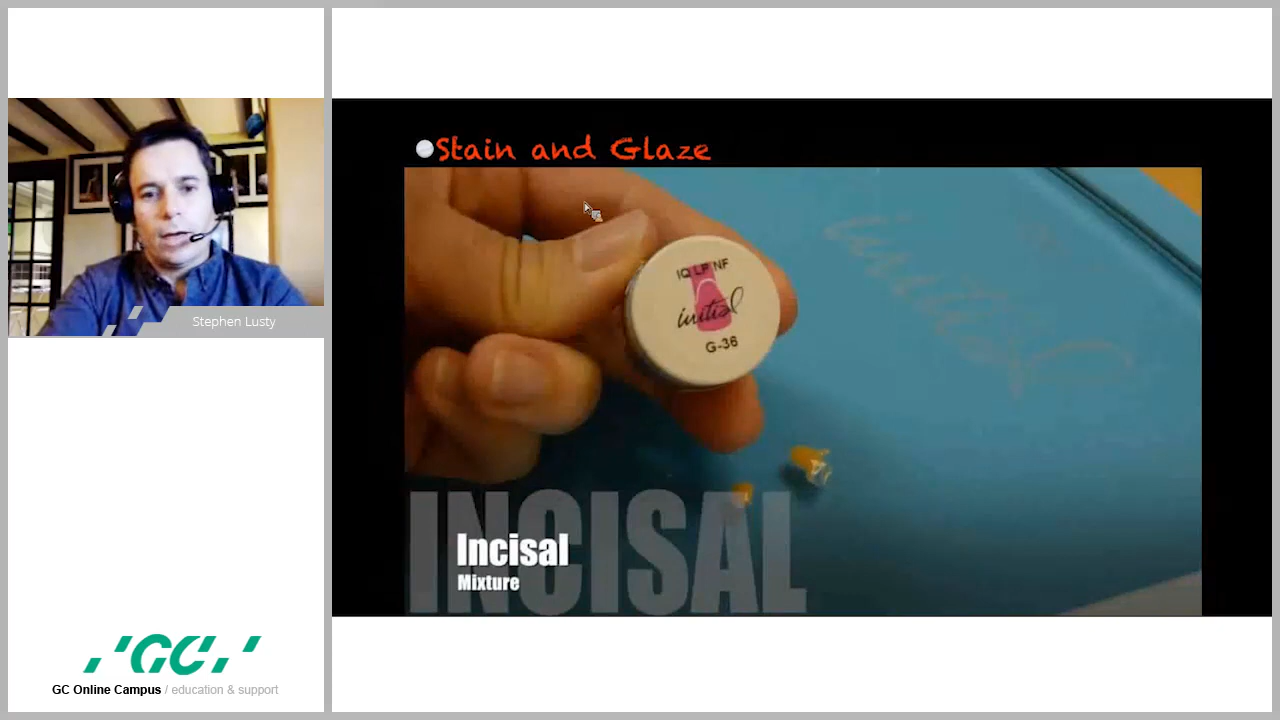 Stephen Lusty
GC
GC Online Campus / education & support
Stain and Glaze
IQ LF NF
initial
G-36
initial
INCISAL
Incisal
Mixture